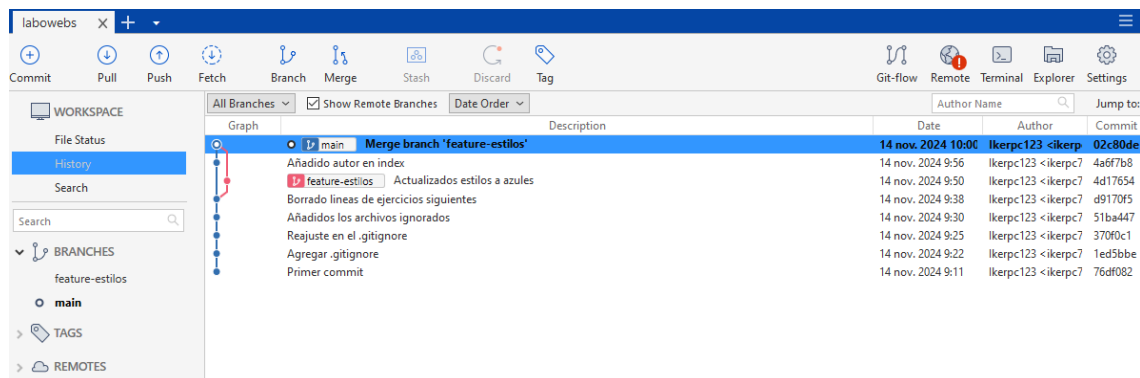 labowebs
Commit Pull Push Fetch Branch Merge Stash Discard Tag Git-flow Remote Terminal Explorer Settings
WORKSPACE
File Status
History
Search
Search
BRANCHES
feature-estilos
main
TAGS
REMOTES
All Branches Show Remote Branches Date Order Author Name Jump to:
Graph Description Date Author Commit
main Merge branch 'feature-estilos' 14 nov. 2024 10:00 Ikerpc123 <ikerp 02c80de
Añadido autor en index 14 nov. 2024 9:56 Ikerpc123 <ikerpc7 4a6f7b8
feature-estilos Actualizados estilos a azules 14 nov. 2024 9:50 Ikerpc123 <ikerpc7 4d17654
Borrado lineas de ejercicios siguientes 14 nov. 2024 9:38 Ikerpc123 <ikerpc7 d9170f5
Añadidos los archivos ignorados 14 nov. 2024 9:30 Ikerpc123 <ikerpc7 51ba447
Reajuste en el .gitignore 14 nov. 2024 9:25 Ikerpc123 <ikerpc7 370f0c1
Agregar .gitignore 14 nov. 2024 9:22 Ikerpc123 <ikerpc7 1ed5bbe
Primer commit 14 nov. 2024 9:11 Ikerpc123 <ikerpc7 76df082